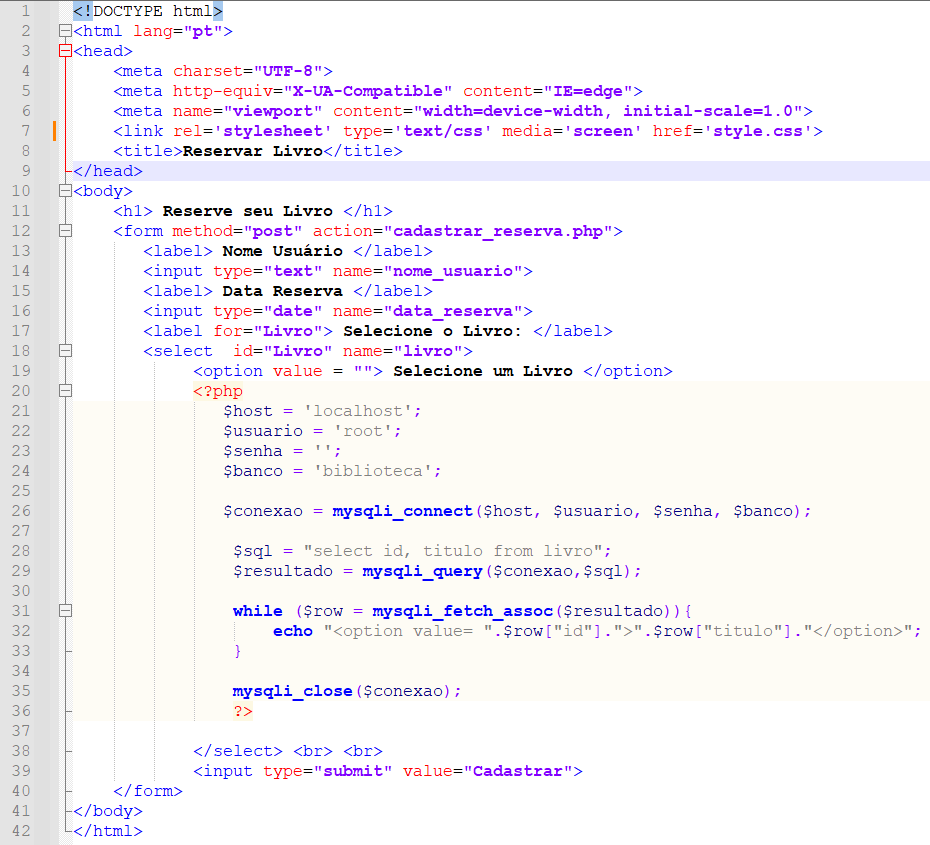 1 <!DOCTYPE html>
2 <html lang="pt">
3 <head>
4 <meta charset="UTF-8">
5 <meta http-equiv="X-UA-Compatible" content="IE=edge">
6 <meta name="viewport" content="width=device-width, initial-scale=1.0">
7 <link rel='stylesheet' type='text/css' media='screen' href='style.css'>
8 <title>Reservar Livro</title>
9 </head>
10 <body>
11 <h1> Reserve seu Livro </h1>
12 <form method="post" action="cadastrar_reserva.php">
13 <label> Nome Usuário </label>
14 <input type="text" name="nome_usuario">
15 <label> Data Reserva </label>
16 <input type="date" name="data_reserva">
17 <label for="Livro"> Selecione o Livro: </label>
18 <select  id="Livro" name="livro">
19 <option value = ""> Selecione um Livro </option>
20 <?php
21 $host = 'localhost';
22 $usuario = 'root';
23 $senha = '';
24 $banco = 'biblioteca';
25
26 $conexao = mysqli_connect($host, $usuario, $senha, $banco);
27
28 $sql = "select id, titulo from livro";
29 $resultado = mysqli_query($conexao,$sql);
30
31 while ($row = mysqli_fetch_assoc($resultado)){
32 echo "<option value= ".$row["id"].">".$row["titulo"]."</option>";
33 }
34
35 mysqli_close($conexao);
36 ?>
37
38 </select> <br> <br>
39 <input type="submit" value="Cadastrar">
40 </form>
41 </body>
42 </html>